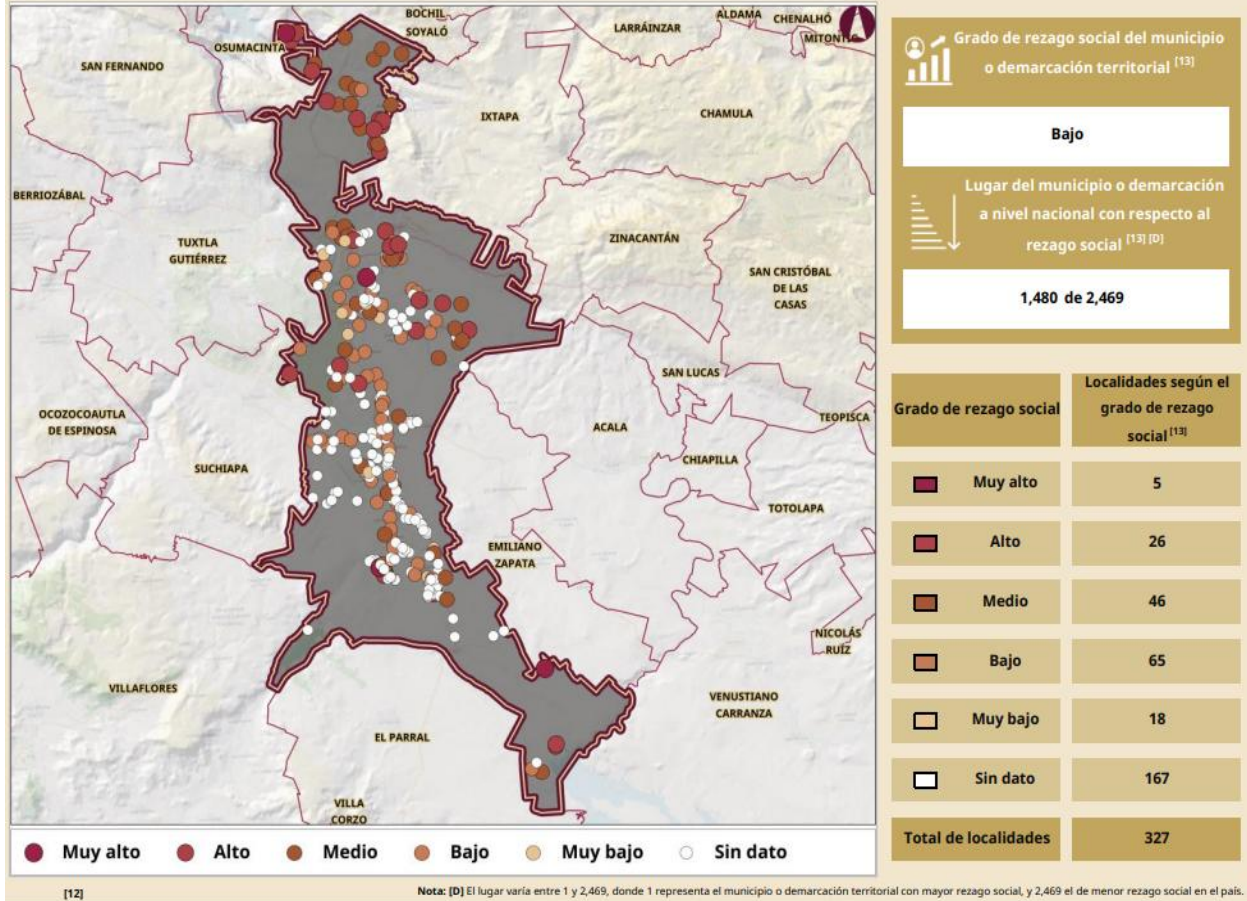 BOCHIL
SOYALÓ
ALDAMA
CHENALHÓ
LARRÁINZAR
OSUMACINTA
SAN FERNANDO
IXTAPA
CHAMULA
BERRIOZÁBAL
TUXTLA
GUTIÉRREZ
ZINACANTÁN
SAN CRISTÓBAL
DE LAS
CASAS
SAN LUCAS
OCOZOCOAUTLA
DE ESPINOSA
ACALA
TEOPISCA
SUCHIAPA
CHIAPILLA
TOTOLAPA
EMILIANO
ZAPATA
NICOLÁS
RUÍZ
VILLAFLORES
VENUSTIANO
CARRANZA
EL PARRAL
VILLA
CORZO
Muy alto Alto Medio Bajo Muy bajo Sin dato
Grado de rezago social del municipio
o demarcación territorial [13]
Bajo
Lugar del municipio o demarcación
a nivel nacional con respecto al
rezago social [13] [D]
1,480 de 2,469
Grado de rezago social
Localidades según el
grado de rezago
social [13]
Muy alto 5
Alto 26
Medio 46
Bajo 65
Muy bajo 18
Sin dato 167
Total de localidades 327
[12]
Nota: [D] El lugar varía entre 1 y 2,469, donde 1 representa el municipio o demarcación territorial con mayor rezago social, y 2,469 el de menor rezago social en el país.